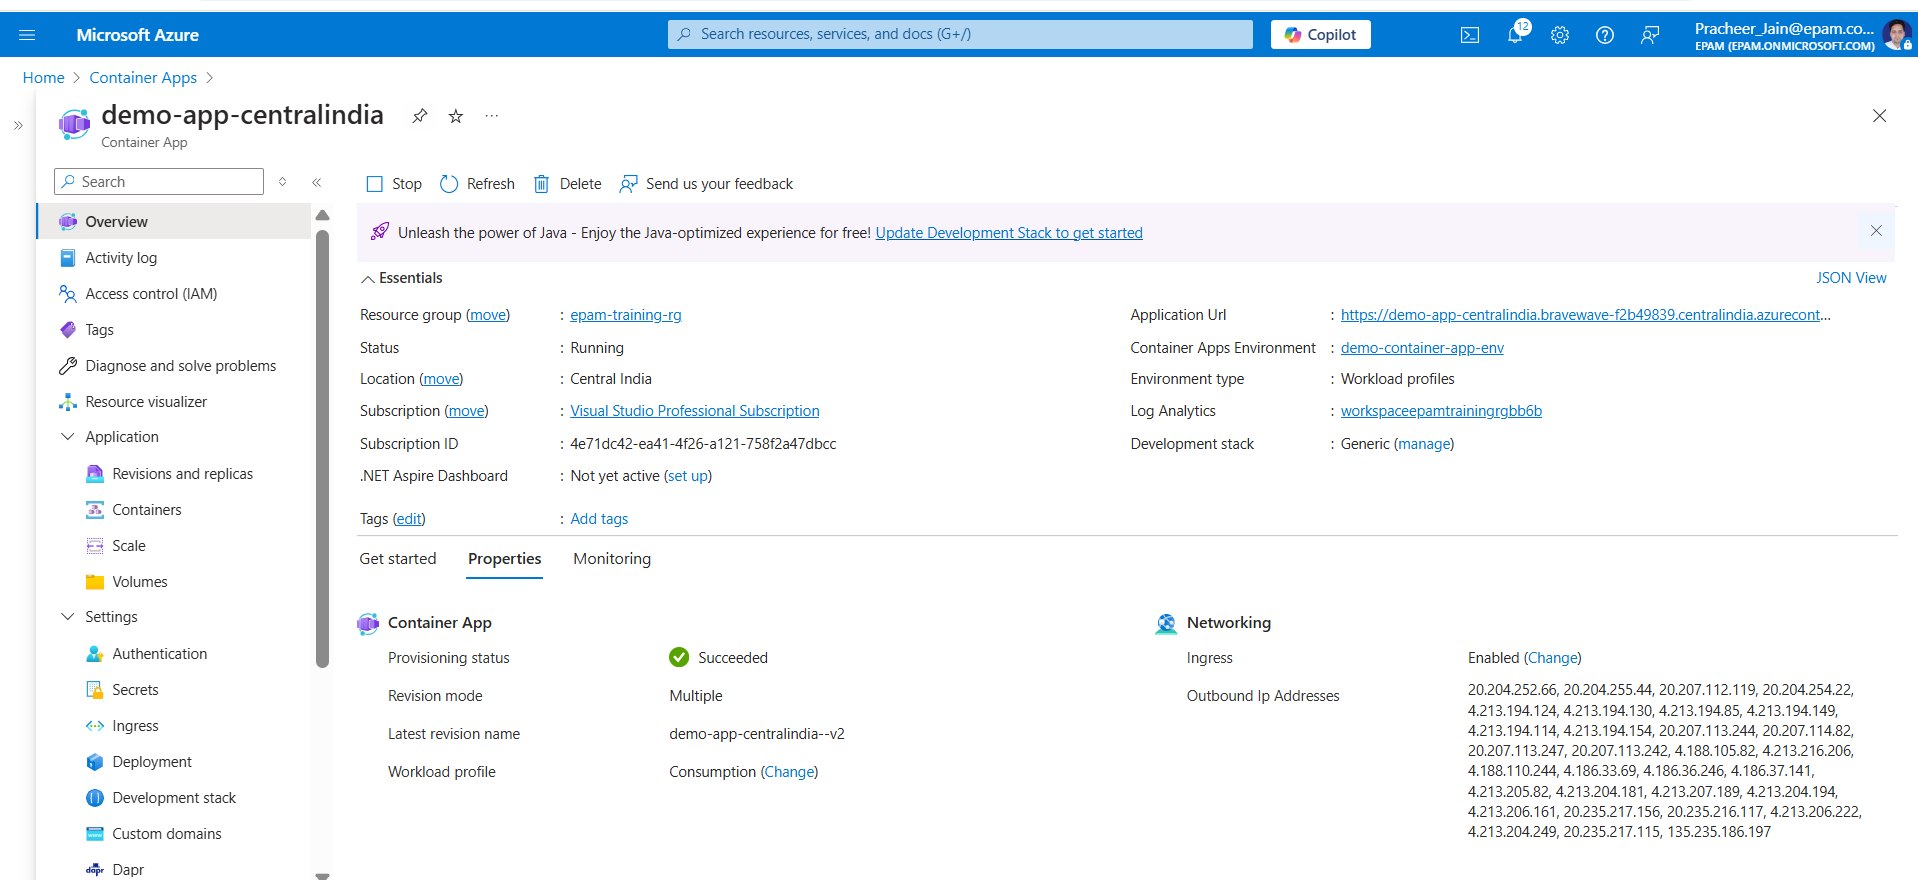 Microsoft Azure
Search resources, services, and docs (G+/)
Copilot
12
Pracheer_Jain@epam.co...
EPAM (EPAM.ONMICROSOFT.COM)
Home > Container Apps >
demo-app-centralindia
Container App
Search
Stop
Refresh
Delete
Send us your feedback
Overview
Activity log
Access control (IAM)
Tags
Diagnose and solve problems
Resource visualizer
Application
Revisions and replicas
Containers
Scale
Volumes
Settings
Authentication
Secrets
Ingress
Deployment
Development stack
Custom domains
Dapr
Unleash the power of Java - Enjoy the Java-optimized experience for free! Update Development Stack to get started
Essentials
JSON View
Resource group (move) : epam-training-rg
Status : Running
Location (move) : Central India
Subscription (move) : Visual Studio Professional Subscription
Subscription ID : 4e71dc42-ea41-4f26-a121-758f2a47dbcc
.NET Aspire Dashboard : Not yet active (set up)
Tags (edit) : Add tags
Application Url : https://demo-app-centralindia.bravewave-f2b49839.centralindia.azurecont...
Container Apps Environment : demo-container-app-env
Environment type : Workload profiles
Log Analytics : workspaceepamtrainingrgbb6b
Development stack : Generic (manage)
Get started
Properties
Monitoring
Container App
Provisioning status Succeeded
Revision mode Multiple
Latest revision name demo-app-centralindia--v2
Workload profile Consumption (Change)
Networking
Ingress Enabled (Change)
Outbound Ip Addresses 20.204.252.66, 20.204.255.44, 20.207.112.119, 20.204.254.22,
4.213.194.124, 4.213.194.130, 4.213.194.85, 4.213.194.149,
4.213.194.114, 4.213.194.154, 20.207.113.244, 20.207.114.82,
20.207.113.247, 20.207.113.242, 4.188.105.82, 4.213.216.206,
4.188.110.244, 4.186.33.69, 4.186.36.246, 4.186.37.141,
4.213.205.82, 4.213.204.181, 4.213.207.189, 4.213.204.194,
4.213.206.161, 20.235.217.156, 20.235.216.117, 4.213.206.222,
4.213.204.249, 20.235.217.115, 135.235.186.197